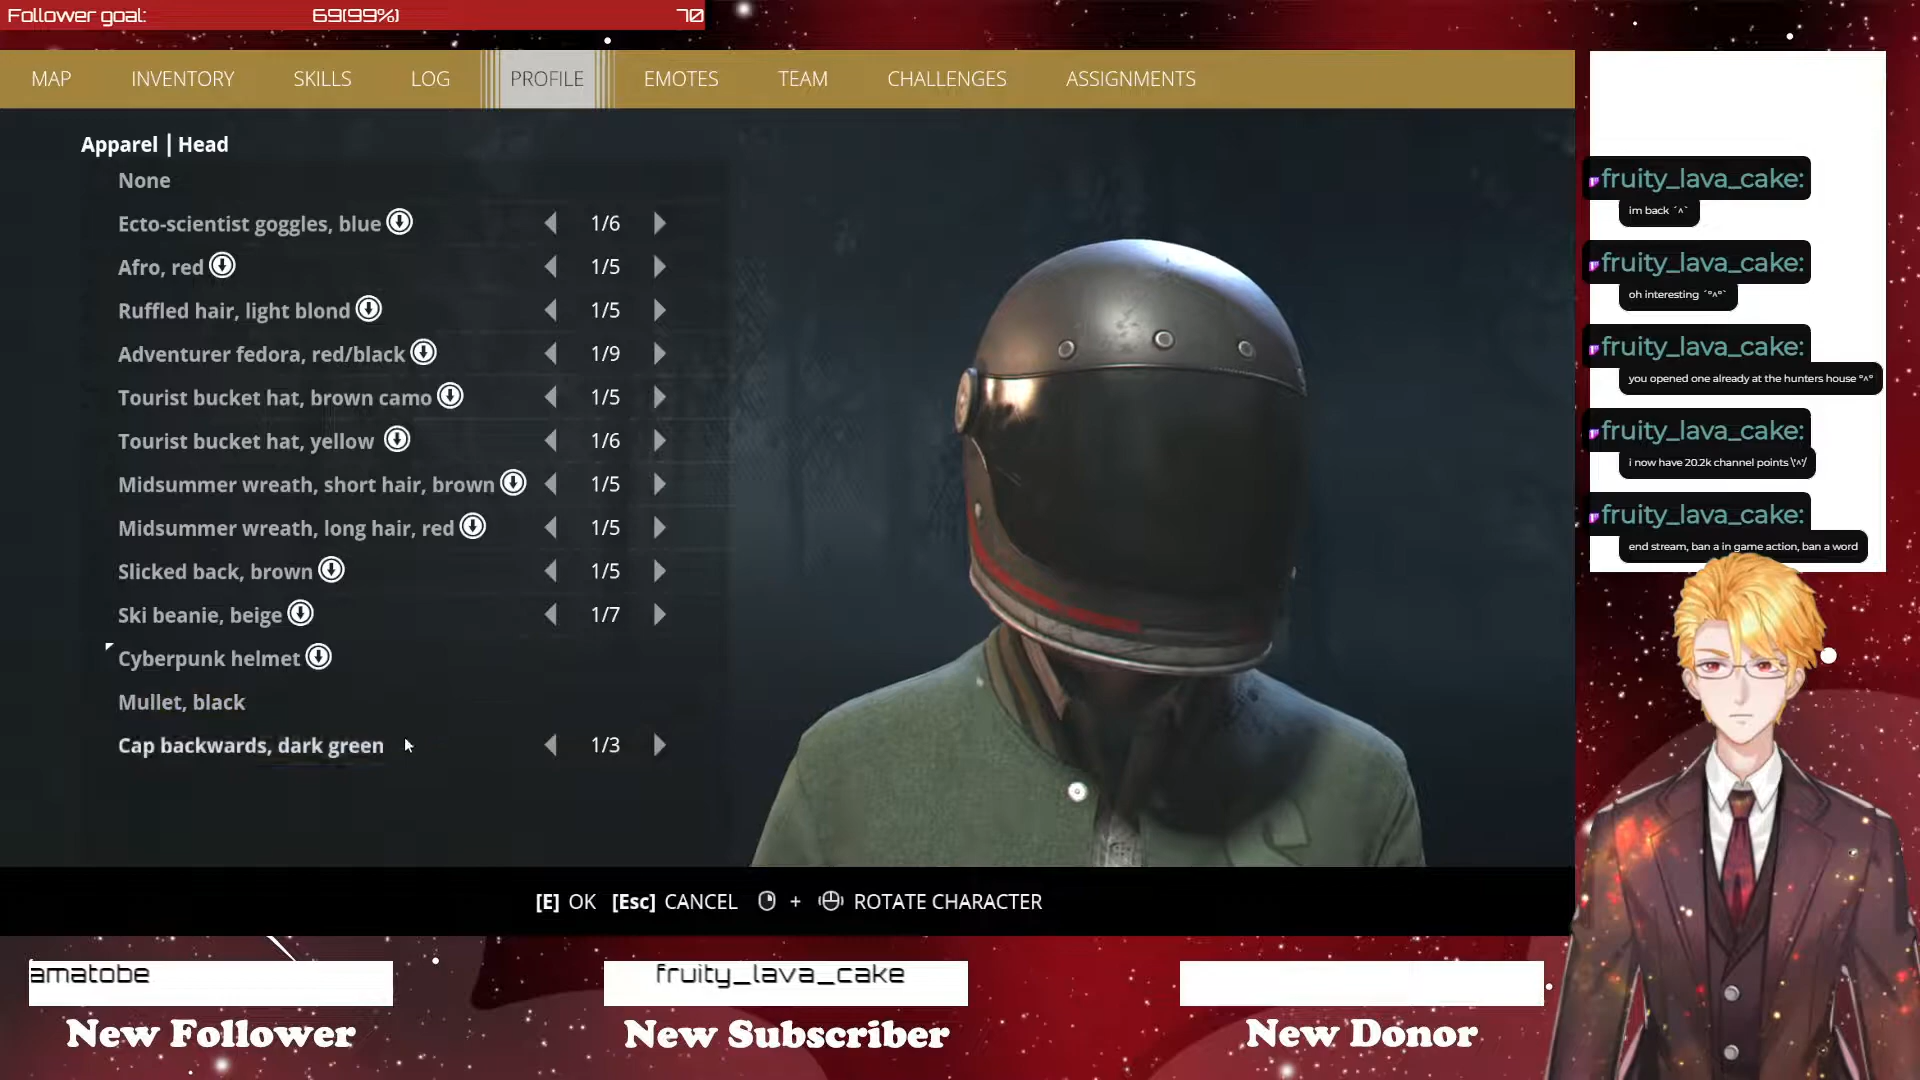 Follower goal: 69(99%) 70
MAP INVENTORY SKILLS LOG PROFILE EMOTES TEAM CHALLENGES ASSIGNMENTS
Apparel | Head
None
Ecto-scientist goggles, blue 1/6
Afro, red 1/5
Ruffled hair, light blond 1/5
Adventurer fedora, red/black 1/9
Tourist bucket hat, brown camo 1/5
Tourist bucket hat, yellow 1/6
Midsummer wreath, short hair, brown 1/5
Midsummer wreath, long hair, red 1/5
Slicked back, brown 1/5
Ski beanie, beige 1/7
Cyberpunk helmet
Mullet, black
Cap backwards, dark green 1/3
[E] OK [Esc] CANCEL + ROTATE CHARACTER
fruity_lava_cake:
im back ´^`
fruity_lava_cake:
oh interesting ´°^°`
fruity_lava_cake:
you opened one already at the hunters house °^°
fruity_lava_cake:
i now have 20.2k channel points \'^'/
fruity_lava_cake:
end stream, ban a in game action, ban a word
amatobe
New Follower
fruity_lava_cake
New Subscriber
New Donor